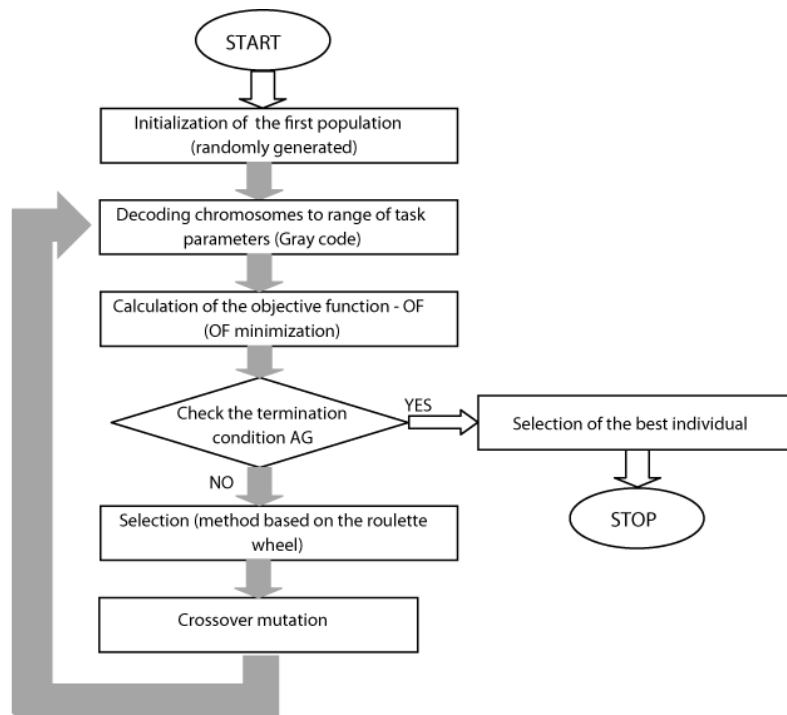 START
Initialization of the first population
(randomly generated)
Decoding chromosomes to range of task
parameters (Gray code)
Calculation of the objective function - OF
(OF minimization)
Check the termination
condition AG
YES
Selection of the best individual
STOP
NO
Selection (method based on the roulette
wheel)
Crossover mutation